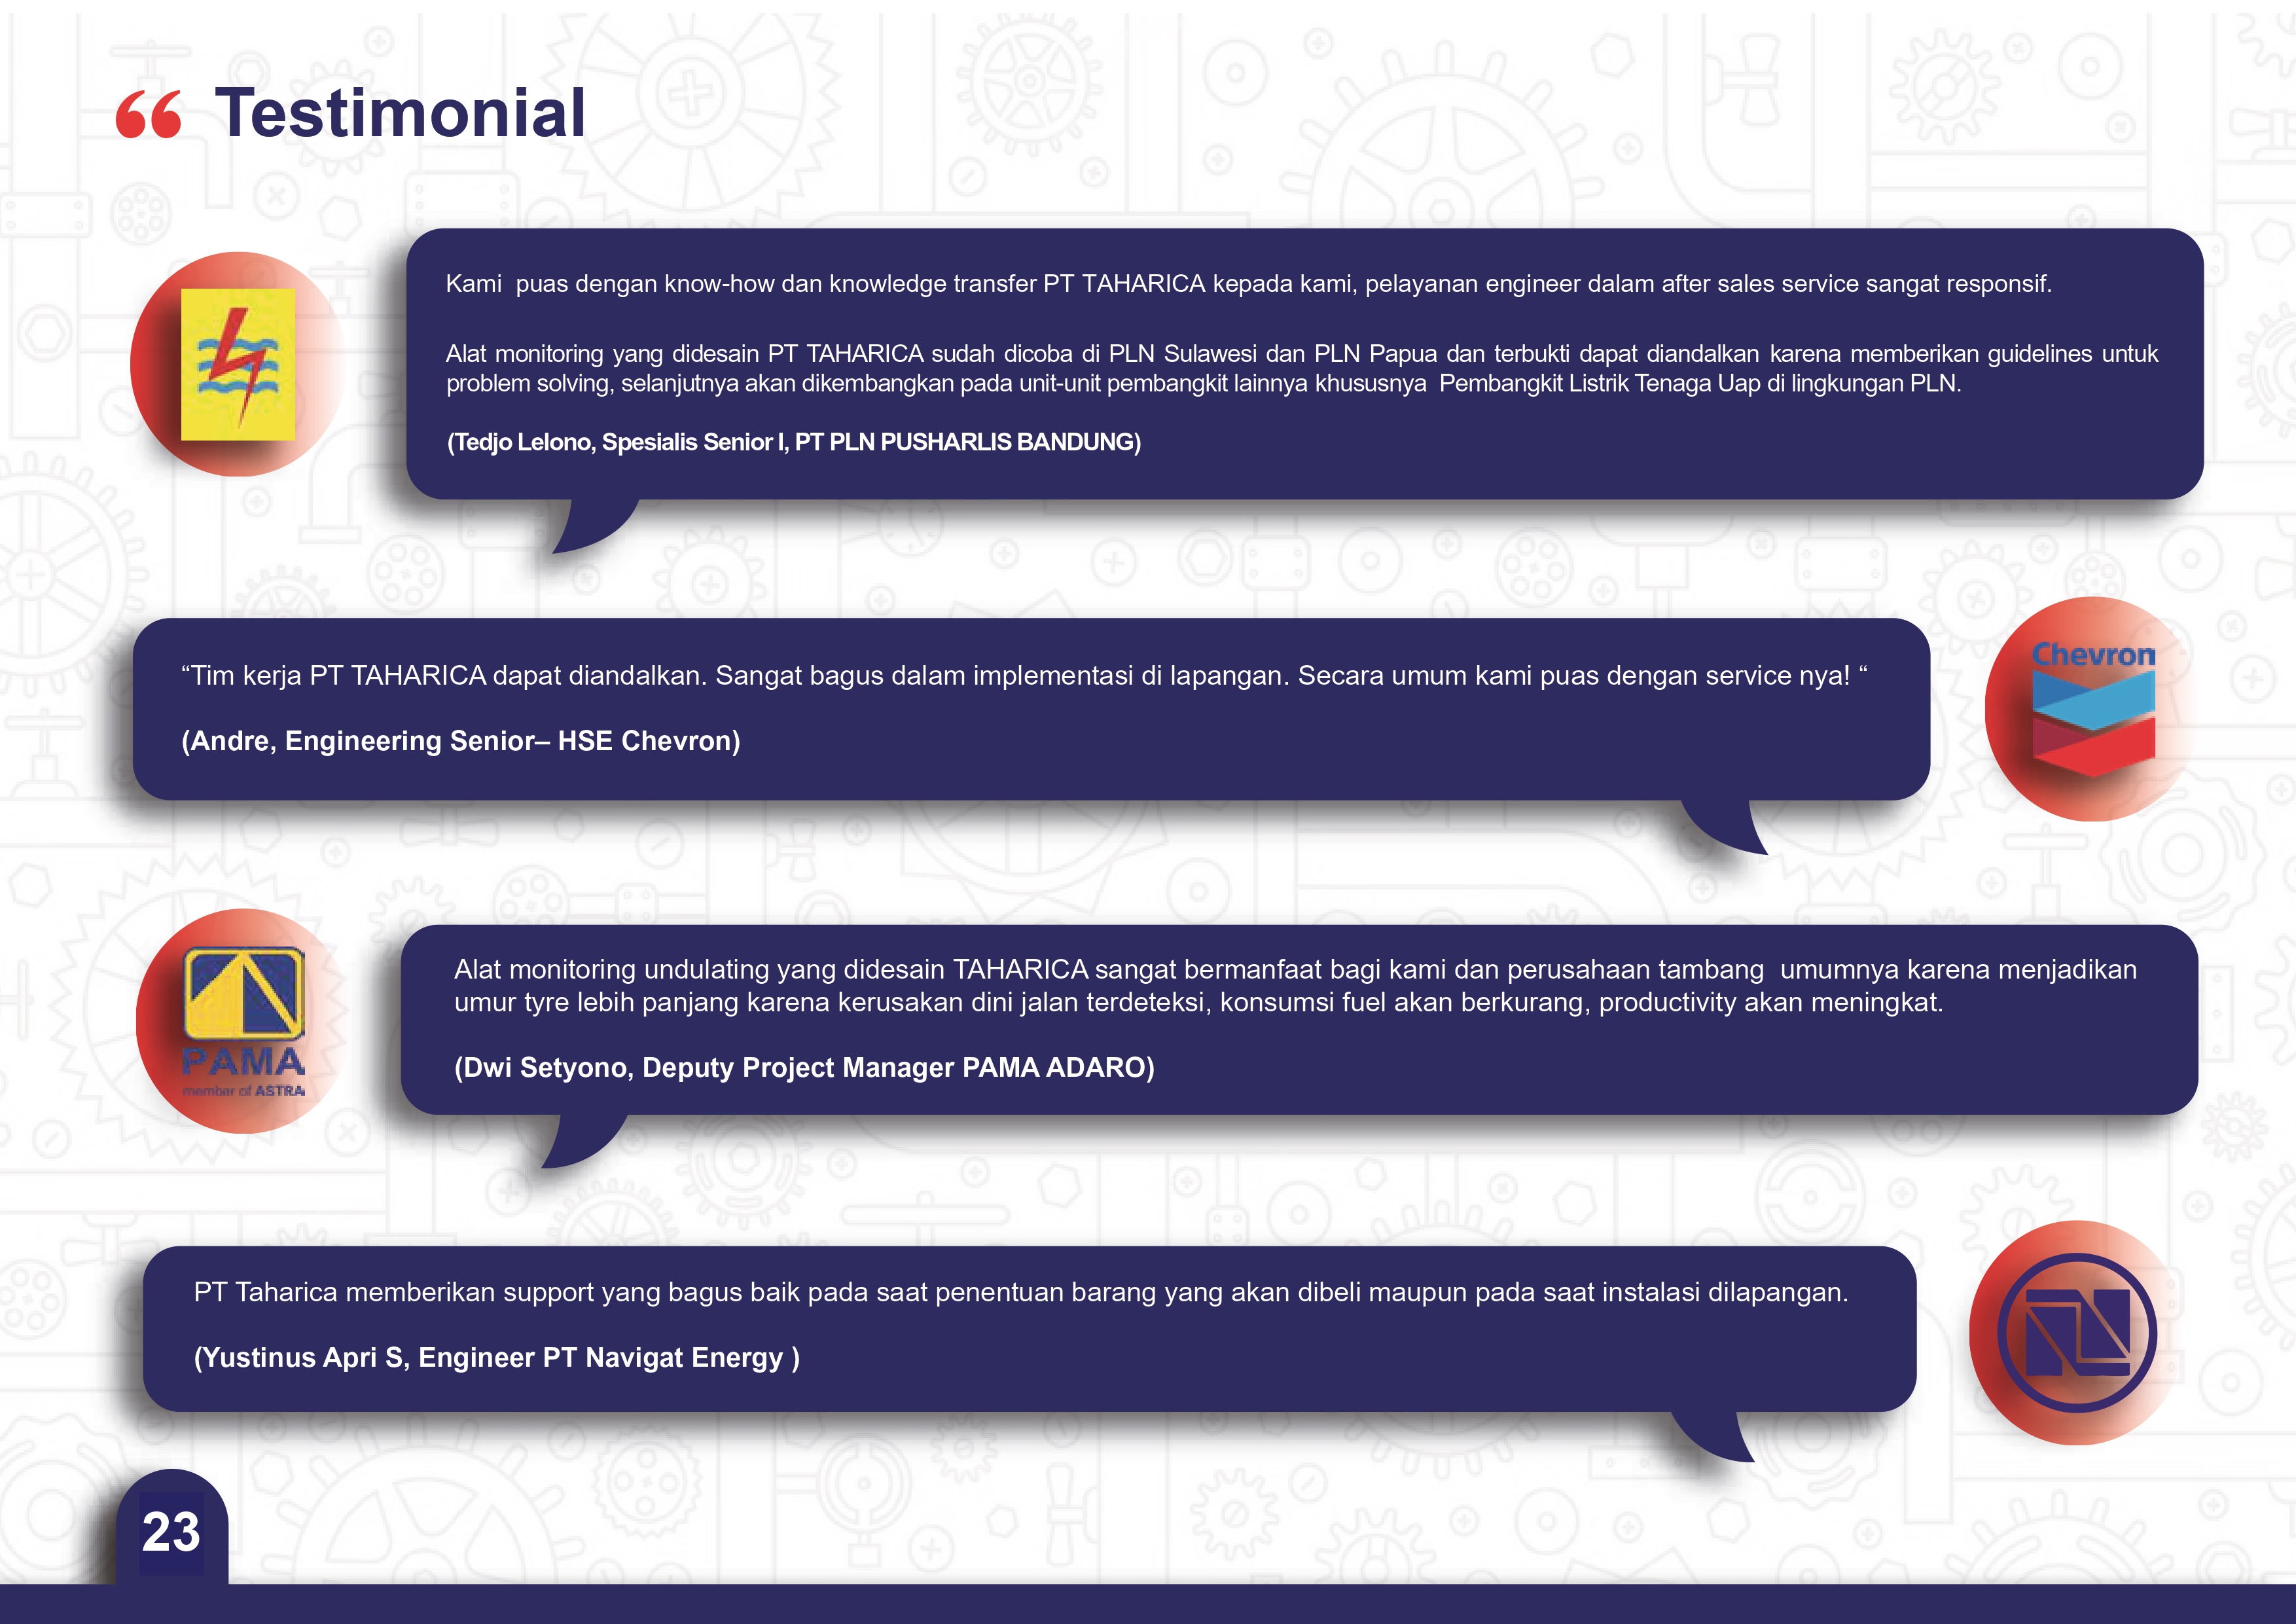 Testimonial
Kami  puas dengan know-how dan knowledge transfer PT TAHARICA kepada kami, pelayanan engineer dalam after sales service sangat responsif.
Alat monitoring yang didesain PT TAHARICA sudah dicoba di PLN Sulawesi dan PLN Papua dan terbukti dapat diandalkan karena memberikan guidelines untuk
problem solving, selanjutnya akan dikembangkan pada unit-unit pembangkit lainnya khususnya  Pembangkit Listrik Tenaga Uap di lingkungan PLN.
(Tedjo Lelono, Spesialis Senior I, PT PLN PUSHARLIS BANDUNG)
“Tim kerja PT TAHARICA dapat diandalkan. Sangat bagus dalam implementasi di lapangan. Secara umum kami puas dengan service nya! “
(Andre, Engineering Senior– HSE Chevron)
Chevron
Alat monitoring undulating yang didesain TAHARICA sangat bermanfaat bagi kami dan perusahaan tambang  umumnya karena menjadikan
umur tyre lebih panjang karena kerusakan dini jalan terdeteksi, konsumsi fuel akan berkurang, productivity akan meningkat.
(Dwi Setyono, Deputy Project Manager PAMA ADARO)
PAMA
member of ASTRA
PT Taharica memberikan support yang bagus baik pada saat penentuan barang yang akan dibeli maupun pada saat instalasi dilapangan.
(Yustinus Apri S, Engineer PT Navigat Energy )
23